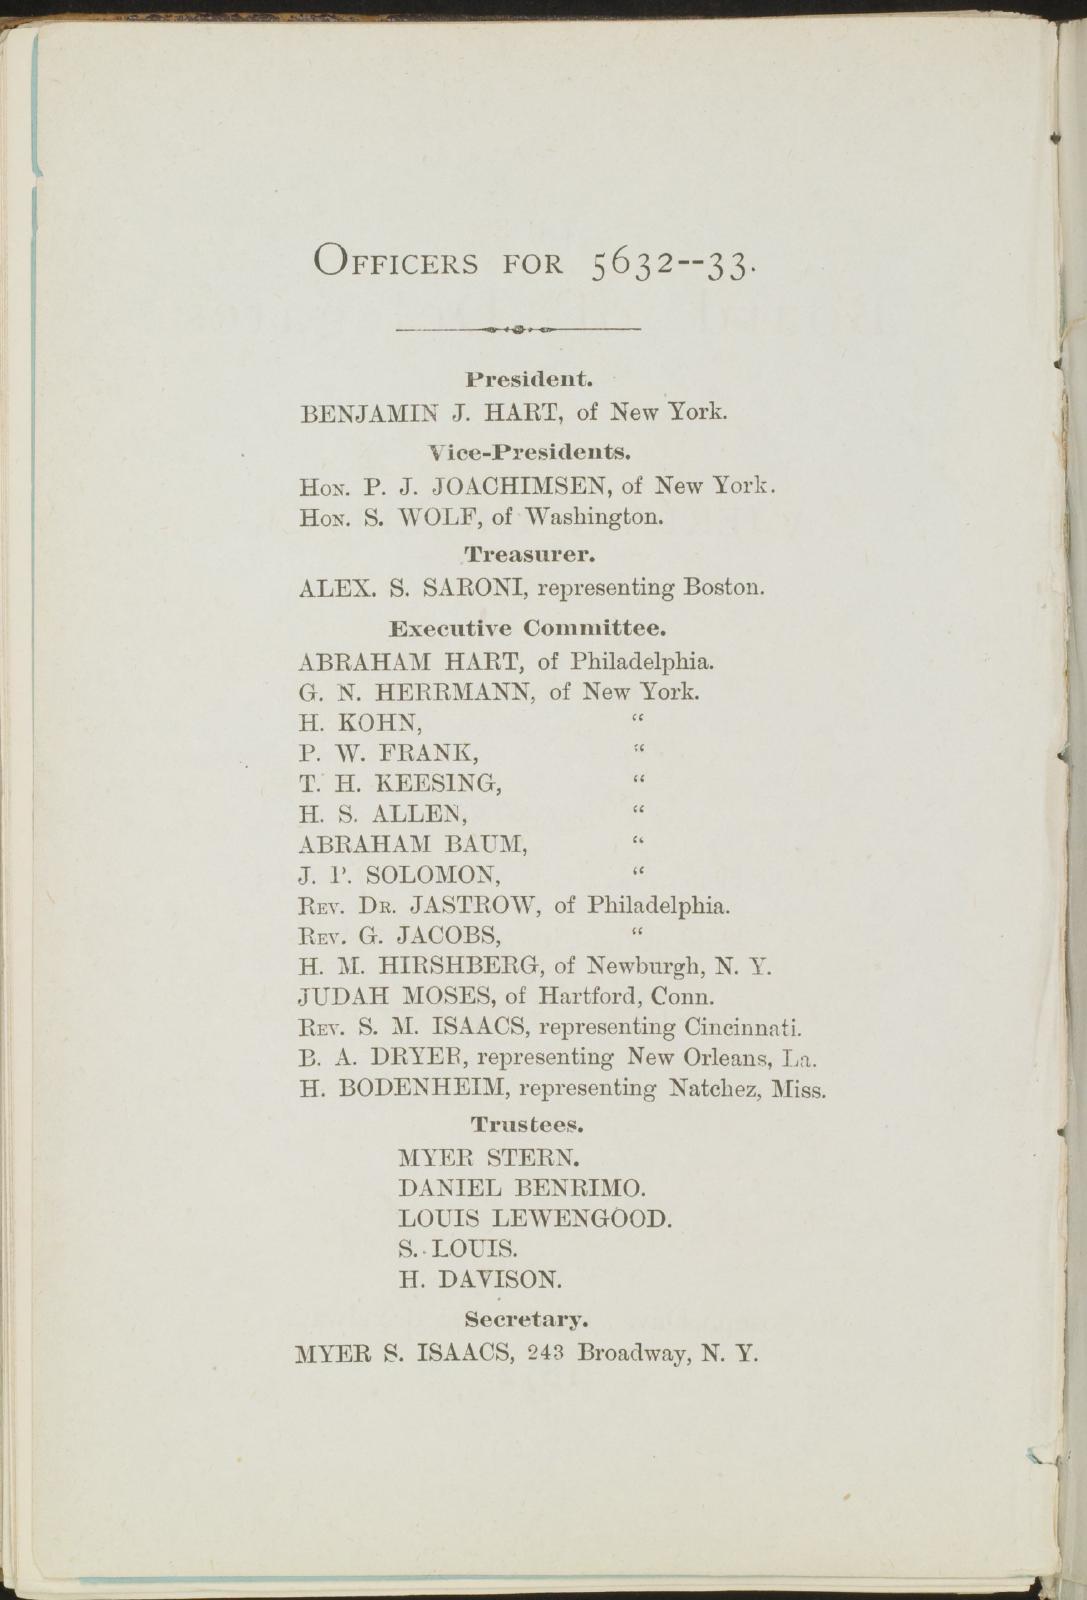 OFFICERS FOR 5632--33.
President.
BENJAMIN J. HART, of New York.
Vice-Presidents.
HON. P. J. JOACHIMSEN, of New York.
HON. S. WOLF, of Washington.
Treasurer.
ALEX. S. SARONI, representing Boston.
Executive Committee.
ABRAHAM HART, of Philadelphia.
G. N. HERRMANN, of New York.
H. KOHN, “
P. W. FRANK, “
T. H. KEESING, “
H. S. ALLEN, “
ABRAHAM BAUM, “
J. P. SOLOMON, “
REV. DR. JASTROW, of Philadelphia.
REV. G. JACOBS, “
H. M. HIRSHBERG, of Newburgh, N. Y.
JUDAH MOSES, of Hartford, Conn.
REV. S. M. ISAACS, representing Cincinnati.
B. A. DRYER, representing New Orleans, La.
H. BODENHEIM, representing Natchez, Miss.
Trustees.
MYER STERN.
DANIEL BENRIMO.
LOUIS LEWENGOOD.
S. LOUIS.
H. DAVISON.
Secretary.
MYER S. ISAACS, 243 Broadway, N. Y.